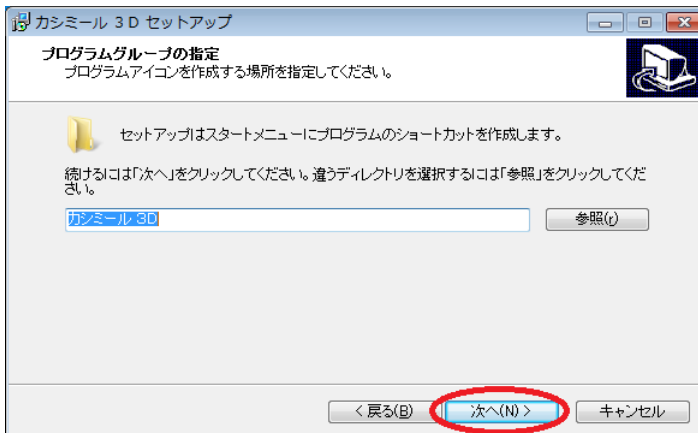 カシミール 3D セットアップ
プログラムグループの指定
プログラムアイコンを作成する場所を指定してください。
セットアップはスタートメニューにプログラムのショートカットを作成します。
続けるには「次へ」をクリックしてください。違うディレクトリを選択するには「参照」をクリックしてくだ
さい。
カシミール 3D
参照(r)
< 戻る(B)
次へ(N) >
キャンセル